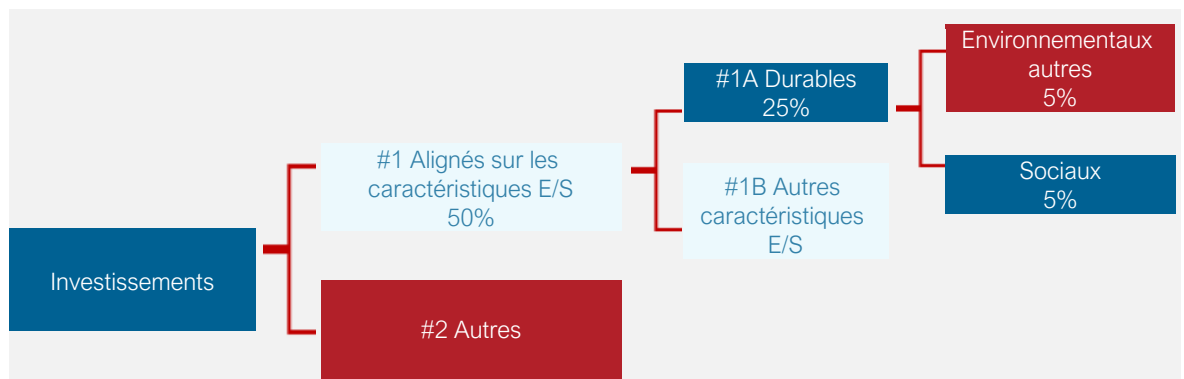 Investissements
#1 Alignés sur les
caractéristiques E/S
50%
#2 Autres
#1A Durables
25%
#1B Autres
caractéristiques
E/S
Environnementaux
autres
5%
Sociaux
5%